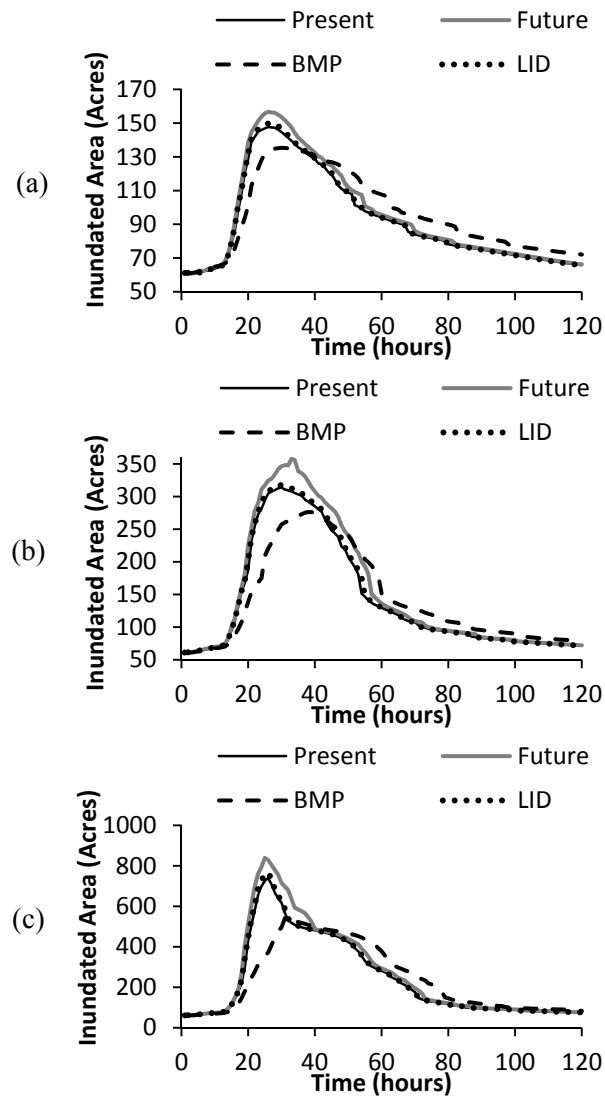 Present Future
BMP LID
(a)
Inundated Area (Acres)
150
130
110
90
70
50
0 20 40 60 80 100 120
Time (hours)
Present Future
BMP LID
(b)
Inundated Area (Acres)
350
300
250
200
150
100
50
0 20 40 60 80 100 120
Time (hours)
Present Future
BMP LID
(c)
Inundated Area (Acres)
1000
800
600
400
200
0
0 20 40 60 80 100 120
Time (hours)